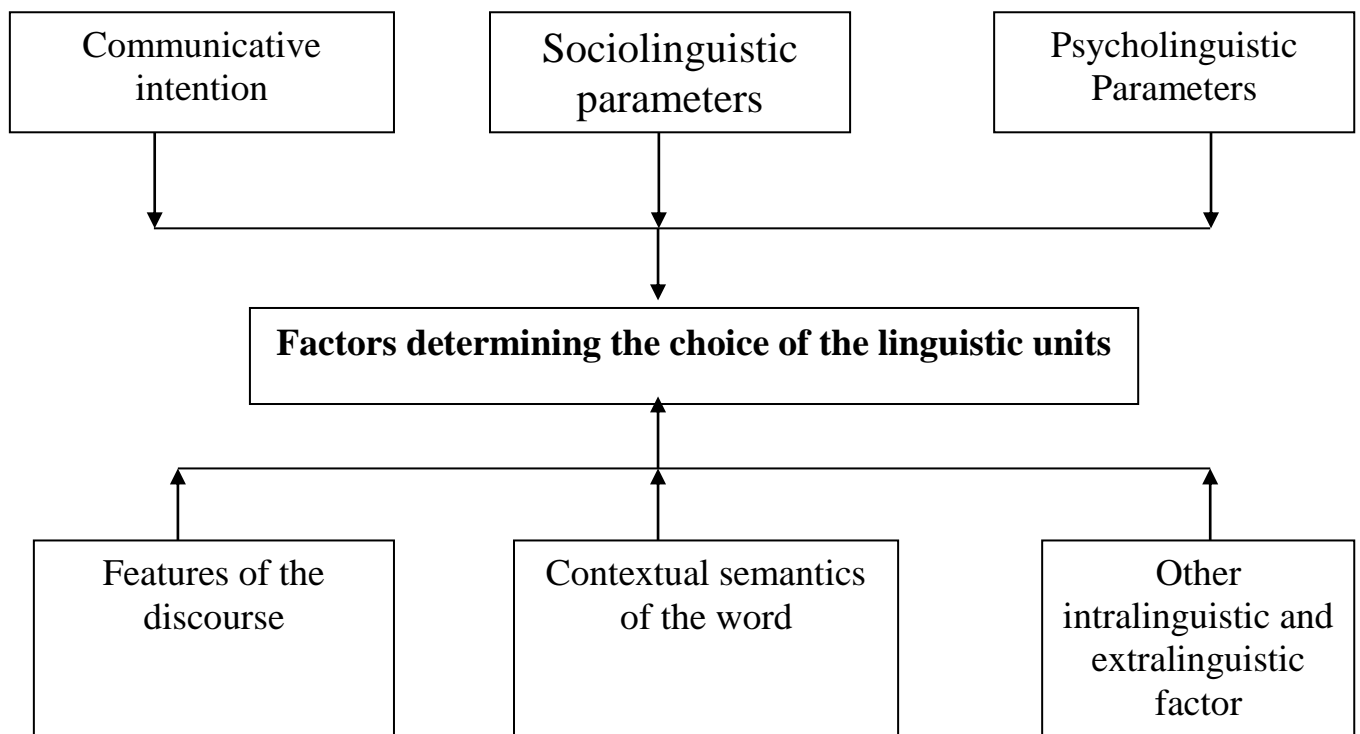 Communicative
intention
Sociolinguistic
parameters
Psycholinguistic
Parameters
Factors determining the choice of the linguistic units
Features of the
discourse
Contextual semantics
of the word
Other
intralinguistic and
extralinguistic
factor